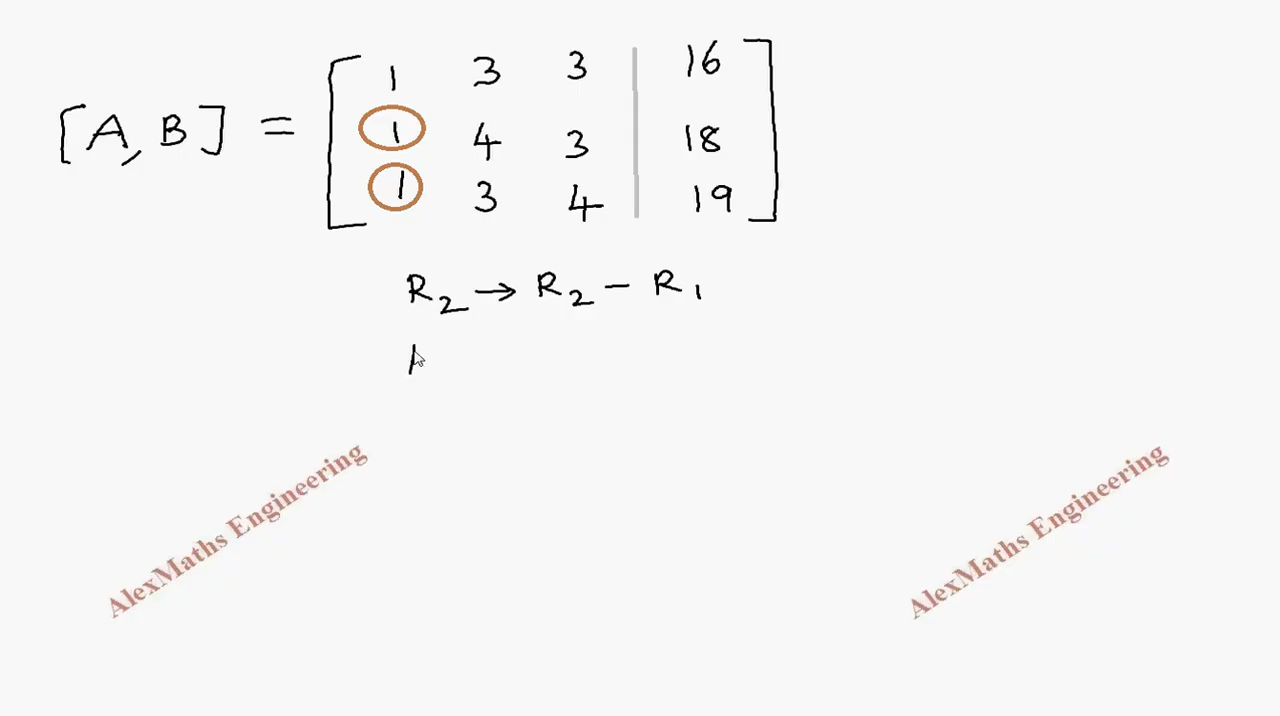 1 3 3 16
[A, B] = 1 4 3 18
1 3 4 19
R2 → R2 − R1
AlexMaths Engineering
AlexMaths Engineering